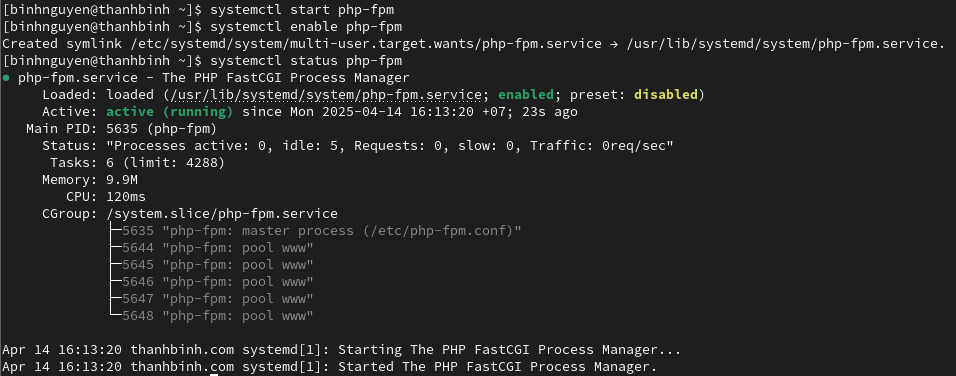 [binhnguyen@thanhbinh ~]$ systemctl start php-fpm
[binhnguyen@thanhbinh ~]$ systemctl enable php-fpm
Created symlink /etc/systemd/system/multi-user.target.wants/php-fpm.service → /usr/lib/systemd/system/php-fpm.service.
[binhnguyen@thanhbinh ~]$ systemctl status php-fpm
● php-fpm.service - The PHP FastCGI Process Manager
     Loaded: loaded (/usr/lib/systemd/system/php-fpm.service; enabled; preset: disabled)
     Active: active (running) since Mon 2025-04-14 16:13:20 +07; 23s ago
   Main PID: 5635 (php-fpm)
     Status: "Processes active: 0, idle: 5, Requests: 0, slow: 0, Traffic: 0req/sec"
      Tasks: 6 (limit: 4288)
     Memory: 9.9M
        CPU: 120ms
     CGroup: /system.slice/php-fpm.service
             ├─5635 "php-fpm: master process (/etc/php-fpm.conf)"
             ├─5644 "php-fpm: pool www"
             ├─5645 "php-fpm: pool www"
             ├─5646 "php-fpm: pool www"
             ├─5647 "php-fpm: pool www"
             └─5648 "php-fpm: pool www"

Apr 14 16:13:20 thanhbinh.com systemd[1]: Starting The PHP FastCGI Process Manager...
Apr 14 16:13:20 thanhbinh.com systemd[1]: Started The PHP FastCGI Process Manager.